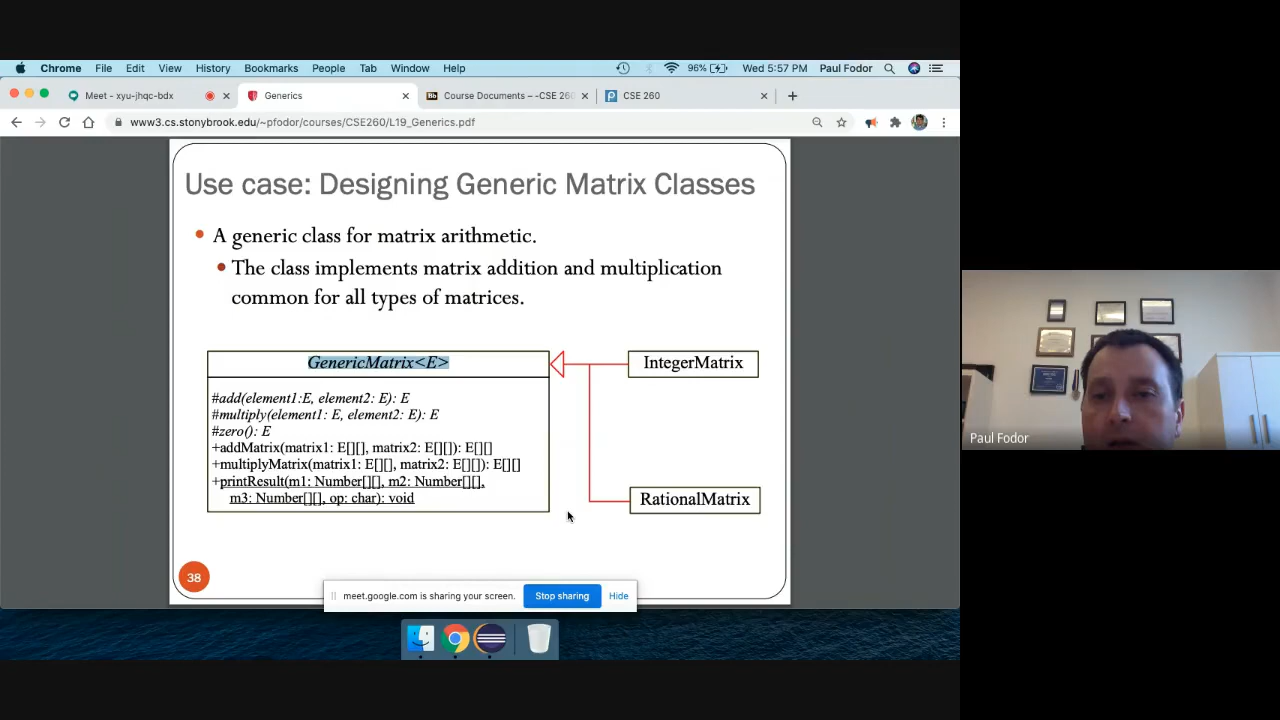 Chrome File Edit View History Bookmarks People Tab Window Help 96% Wed 5:57 PM Paul Fodor
Meet - xyu-jhqc-bdx Generics Bb Course Documents – -CSE 260 CSE 260
www3.cs.stonybrook.edu/~pfodor/courses/CSE260/L19_Generics.pdf
Use case: Designing Generic Matrix Classes
A generic class for matrix arithmetic.
The class implements matrix addition and multiplication
common for all types of matrices.
GenericMatrix<E>
IntegerMatrix
#add(element1:E, element2: E): E
#multiply(element1: E, element2: E): E
#zero(): E
+addMatrix(matrix1: E[][], matrix2: E[][]): E[][]
+multiplyMatrix(matrix1: E[][], matrix2: E[][]): E[][]
+printResult(m1: Number[][], m2: Number[][],
m3: Number[][], op: char): void
RationalMatrix
38
meet.google.com is sharing your screen. Stop sharing Hide
Paul Fodor